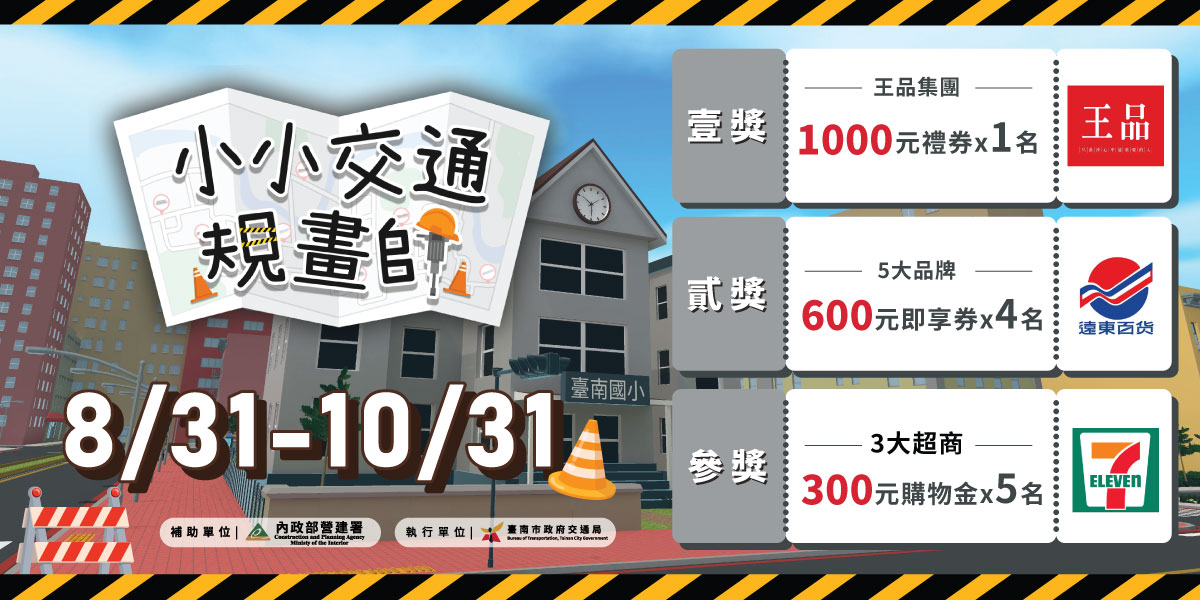 小小交通
規畫師
8/31-10/31
臺南國小
補助單位|
內政部營建署
Construction and Planning Agency
Ministy of the Interior
執行單位|
臺南市政府交通局
Bureau of Transportation, Tainan City Government
壹獎
王品集團
1000元禮券x1名
王品
貳獎
5大品牌
600元即享券x4名
遠東百货
參獎
3大超商
300元購物金x5名
7
ELEVEN